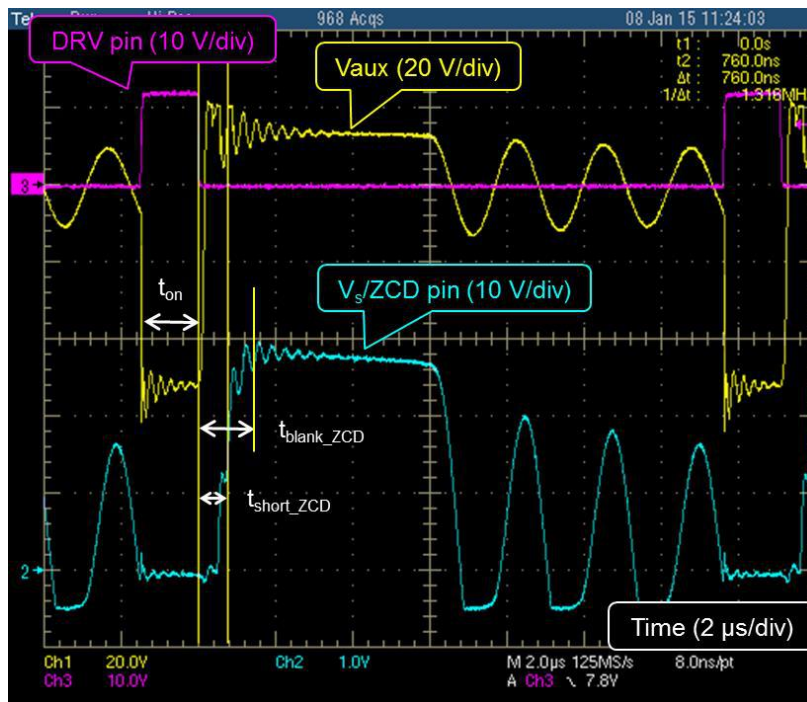 968 Acqs
08 Jan 15 11:24:03
DRV pin (10 V/div)
Vaux (20 V/div)
t1 : 0.0s
t2 : 760.0ns
Δt : 760.0ns
1/Δt : 1.316MH
3
ton
Vs/ZCD pin (10 V/div)
tblank_ZCD
tshort_ZCD
2
Time (2 µs/div)
Ch1 20.0V Ch2 1.0V M 2.0µs 125MS/s 8.0ns/pt
Ch3 10.0V A Ch3 7.8V